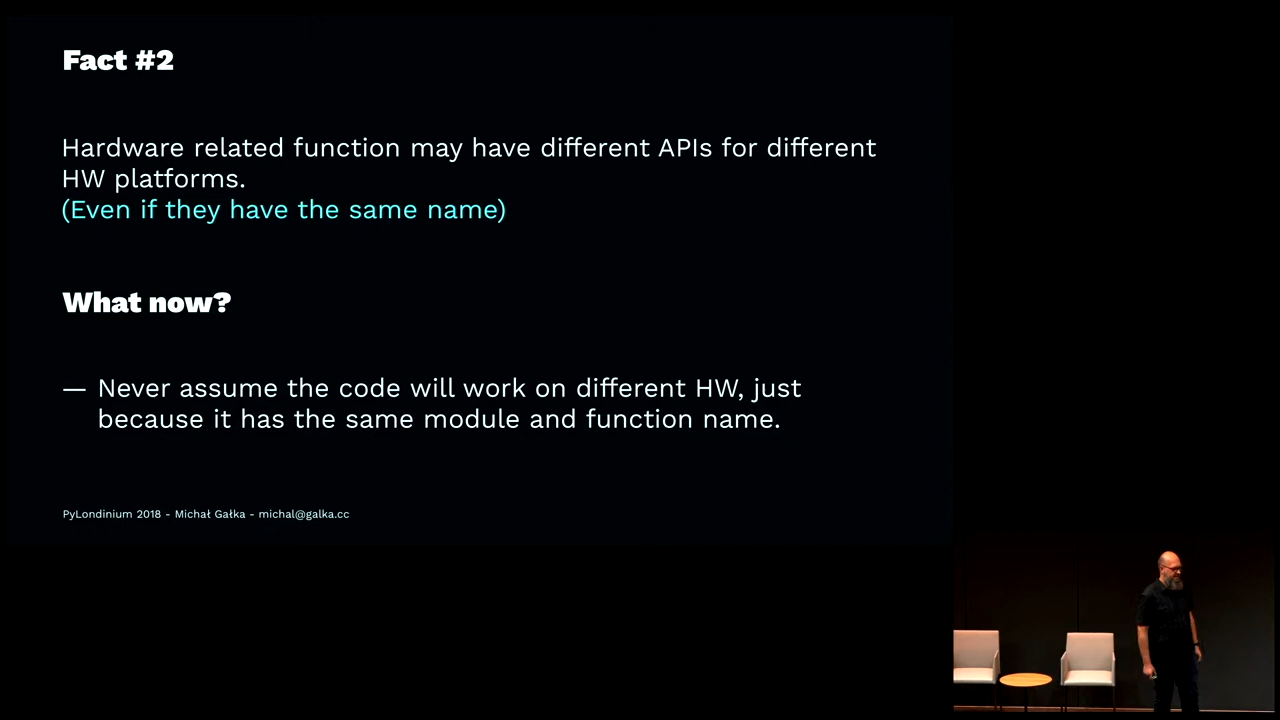 Fact #2
Hardware related function may have different APIs for different
HW platforms.
(Even if they have the same name)
What now?
— Never assume the code will work on different HW, just
because it has the same module and function name.
PyLondinium 2018 - Michał Gałka - michal@galka.cc